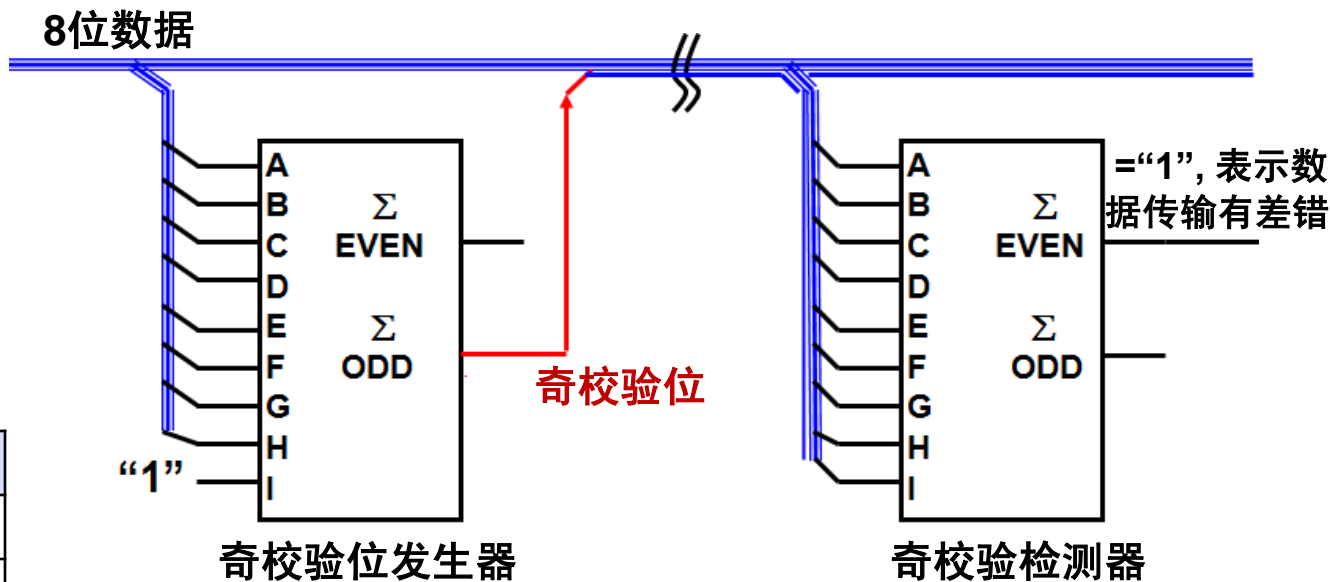 8位数据
A
B
C
D
E
F
G
H
I
Σ
EVEN
Σ
ODD
“1”
奇校验位发生器
奇校验位
A
B
C
D
E
F
G
H
I
Σ
EVEN
Σ
ODD
=“1”, 表示数
据传输有差错
奇校验检测器